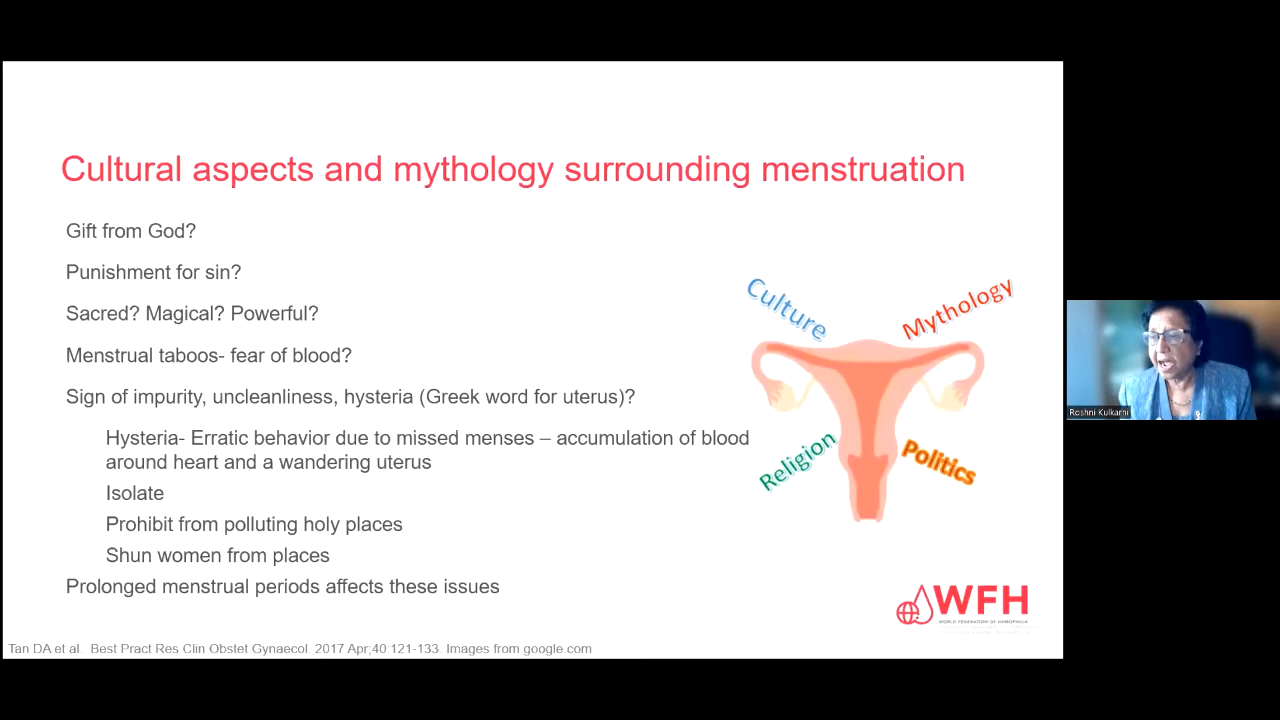 Cultural aspects and mythology surrounding menstruation
Gift from God?
Punishment for sin?
Sacred? Magical? Powerful?
Menstrual taboos- fear of blood?
Sign of impurity, uncleanliness, hysteria (Greek word for uterus)?
Hysteria- Erratic behavior due to missed menses – accumulation of blood
around heart and a wandering uterus
Isolate
Prohibit from polluting holy places
Shun women from places
Prolonged menstrual periods affects these issues
Culture
Mythology
Religion
Politics
WFH
WORLD FEDERATION OF HEMOPHILIA
Tan DA et al. Best Pract Res Clin Obstet Gynaecol. 2017 Apr;40:121-133. Images from google.com
Roshni Kulkarni